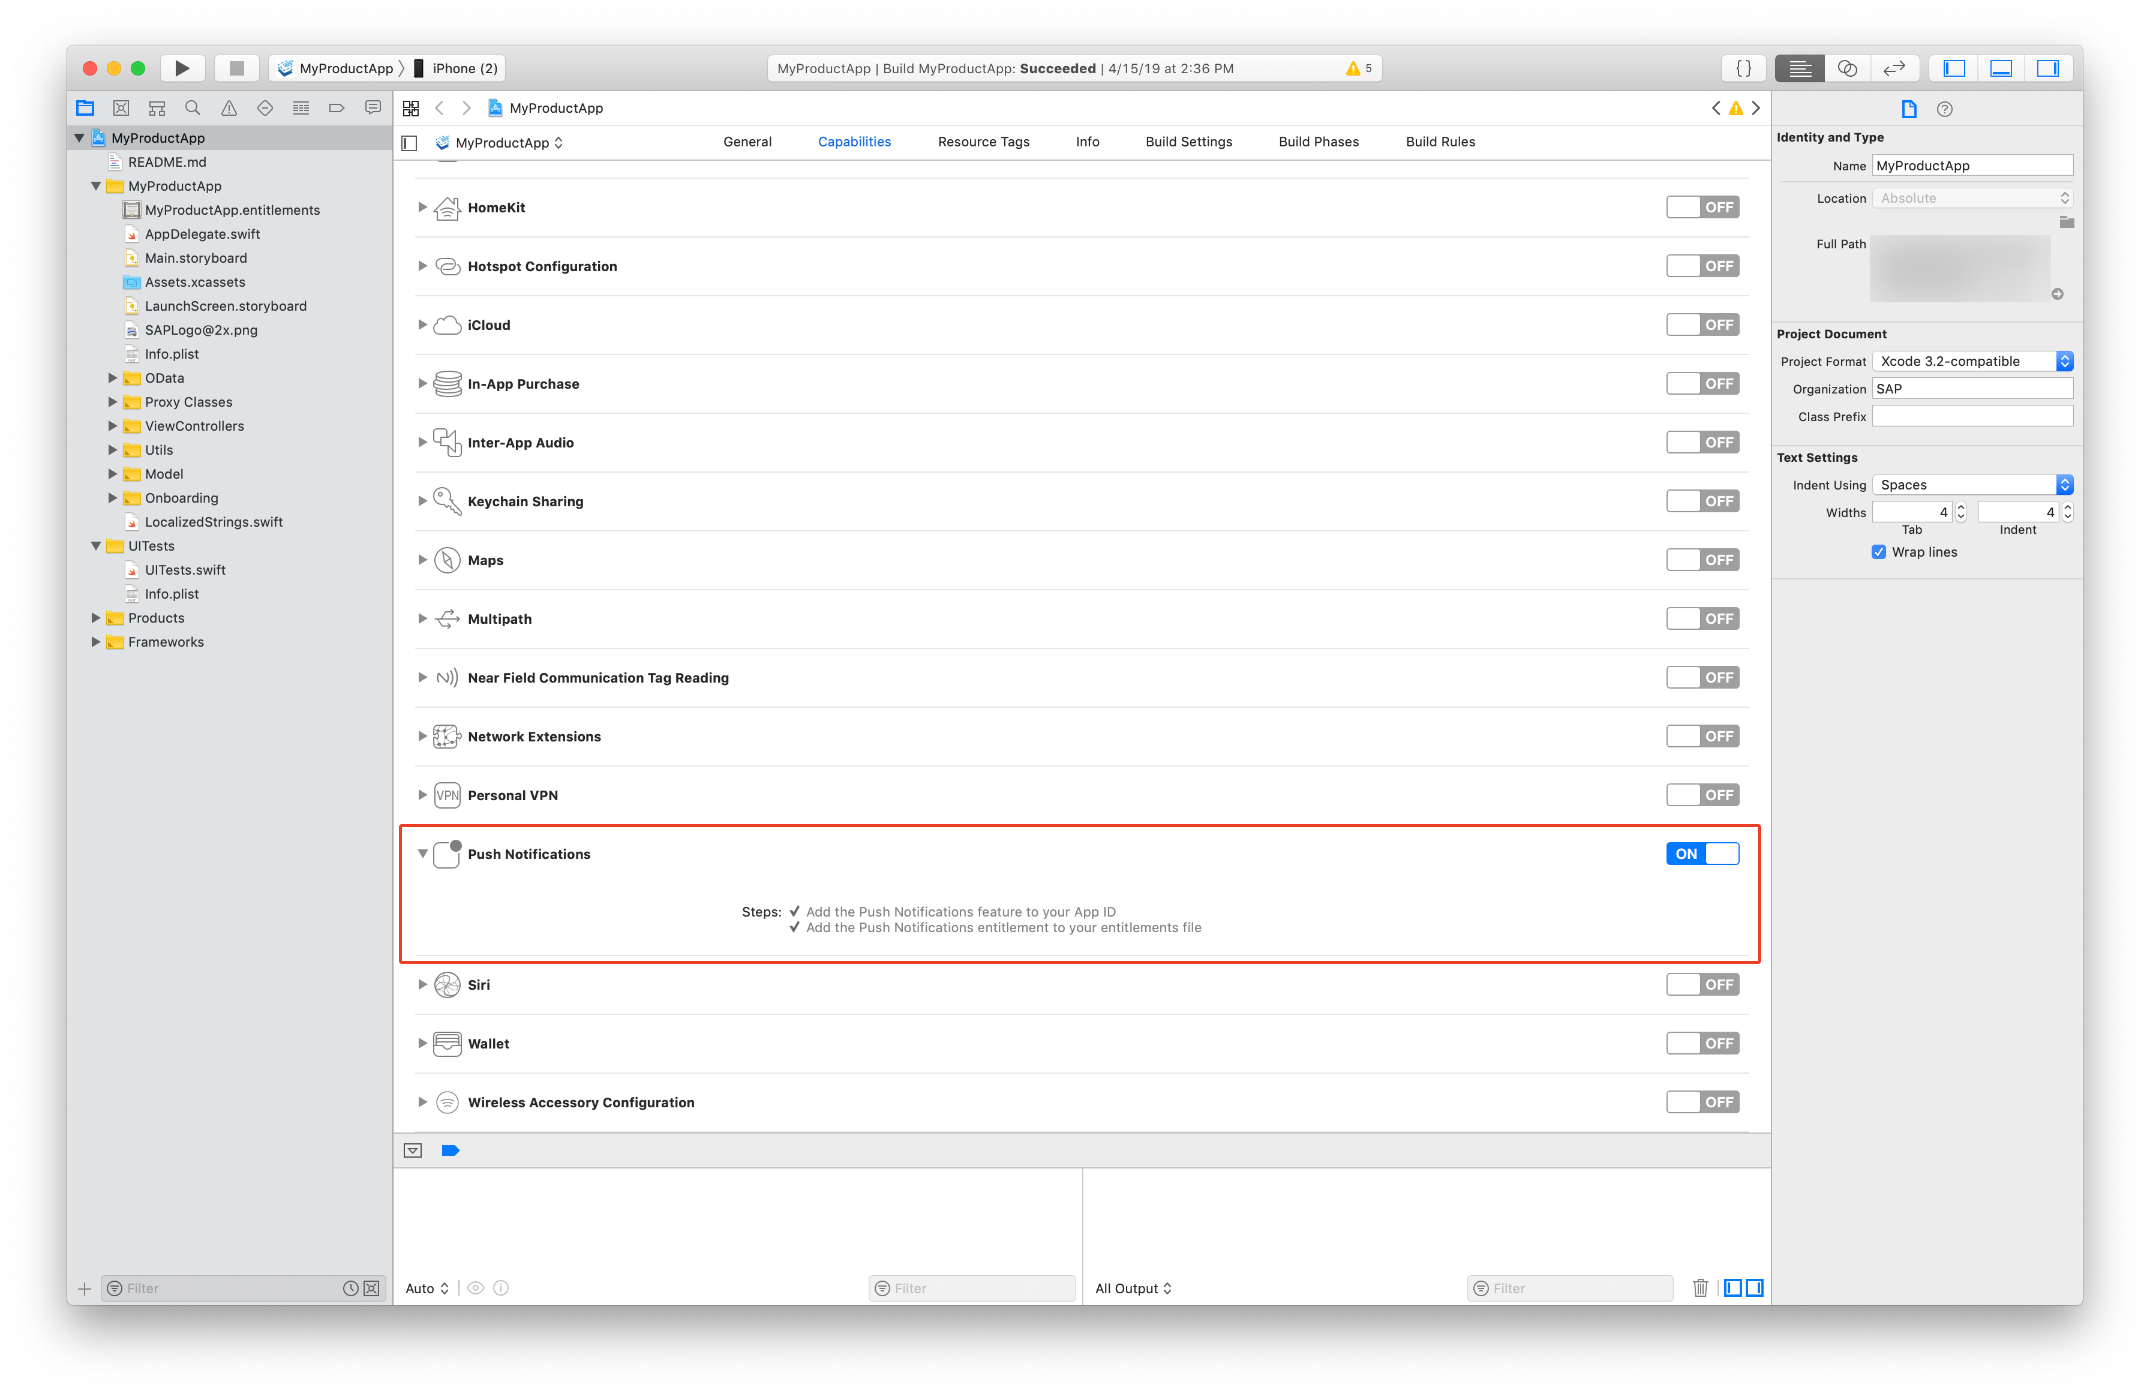 MyProductApp 〉 iPhone (2)
MyProductApp | Build MyProductApp: Succeeded | 4/15/19 at 2:36 PM
5
{}
MyProductApp
README.md
MyProductApp
MyProductApp.entitlements
AppDelegate.swift
Main.storyboard
Assets.xcassets
LaunchScreen.storyboard
SAPLogo@2x.png
Info.plist
OData
Proxy Classes
ViewControllers
Utils
Model
Onboarding
LocalizedStrings.swift
UITests
UITests.swift
Info.plist
Products
Frameworks
Filter
MyProductApp
MyProductApp
General Capabilities Resource Tags Info Build Settings Build Phases Build Rules
HomeKit OFF
Hotspot Configuration OFF
iCloud OFF
In-App Purchase OFF
Inter-App Audio OFF
Keychain Sharing OFF
Maps OFF
Multipath OFF
Near Field Communication Tag Reading OFF
Network Extensions OFF
VPN Personal VPN OFF
Push Notifications ON
Steps: ✓ Add the Push Notifications feature to your App ID
✓ Add the Push Notifications entitlement to your entitlements file
Siri OFF
Wallet OFF
Wireless Accessory Configuration OFF
Auto
Filter
All Output
Filter
Identity and Type
Name MyProductApp
Location Absolute
Full Path
Project Document
Project Format Xcode 3.2-compatible
Organization SAP
Class Prefix
Text Settings
Indent Using Spaces
Widths 4 4
Tab Indent
Wrap lines